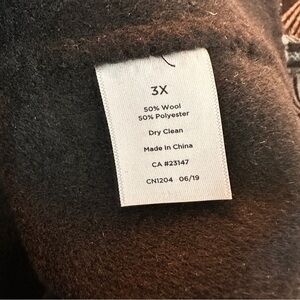 3X
50% Wool
50% Polyester
Dry Clean
Made in China
CA #23147
CN1204 06/19